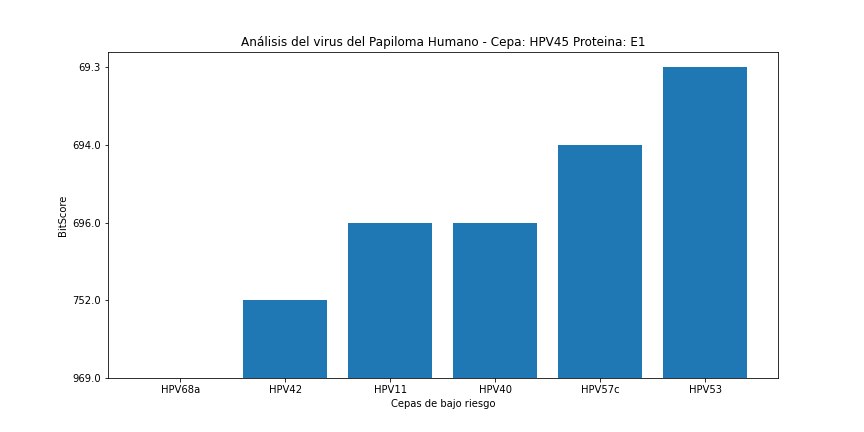 Análisis del virus del Papiloma Humano - Cepa: HPV45 Proteina: E1
69.3
694.0
696.0
752.0
969.0
BitScore
HPV68a HPV42 HPV11 HPV40 HPV57c HPV53
Cepas de bajo riesgo